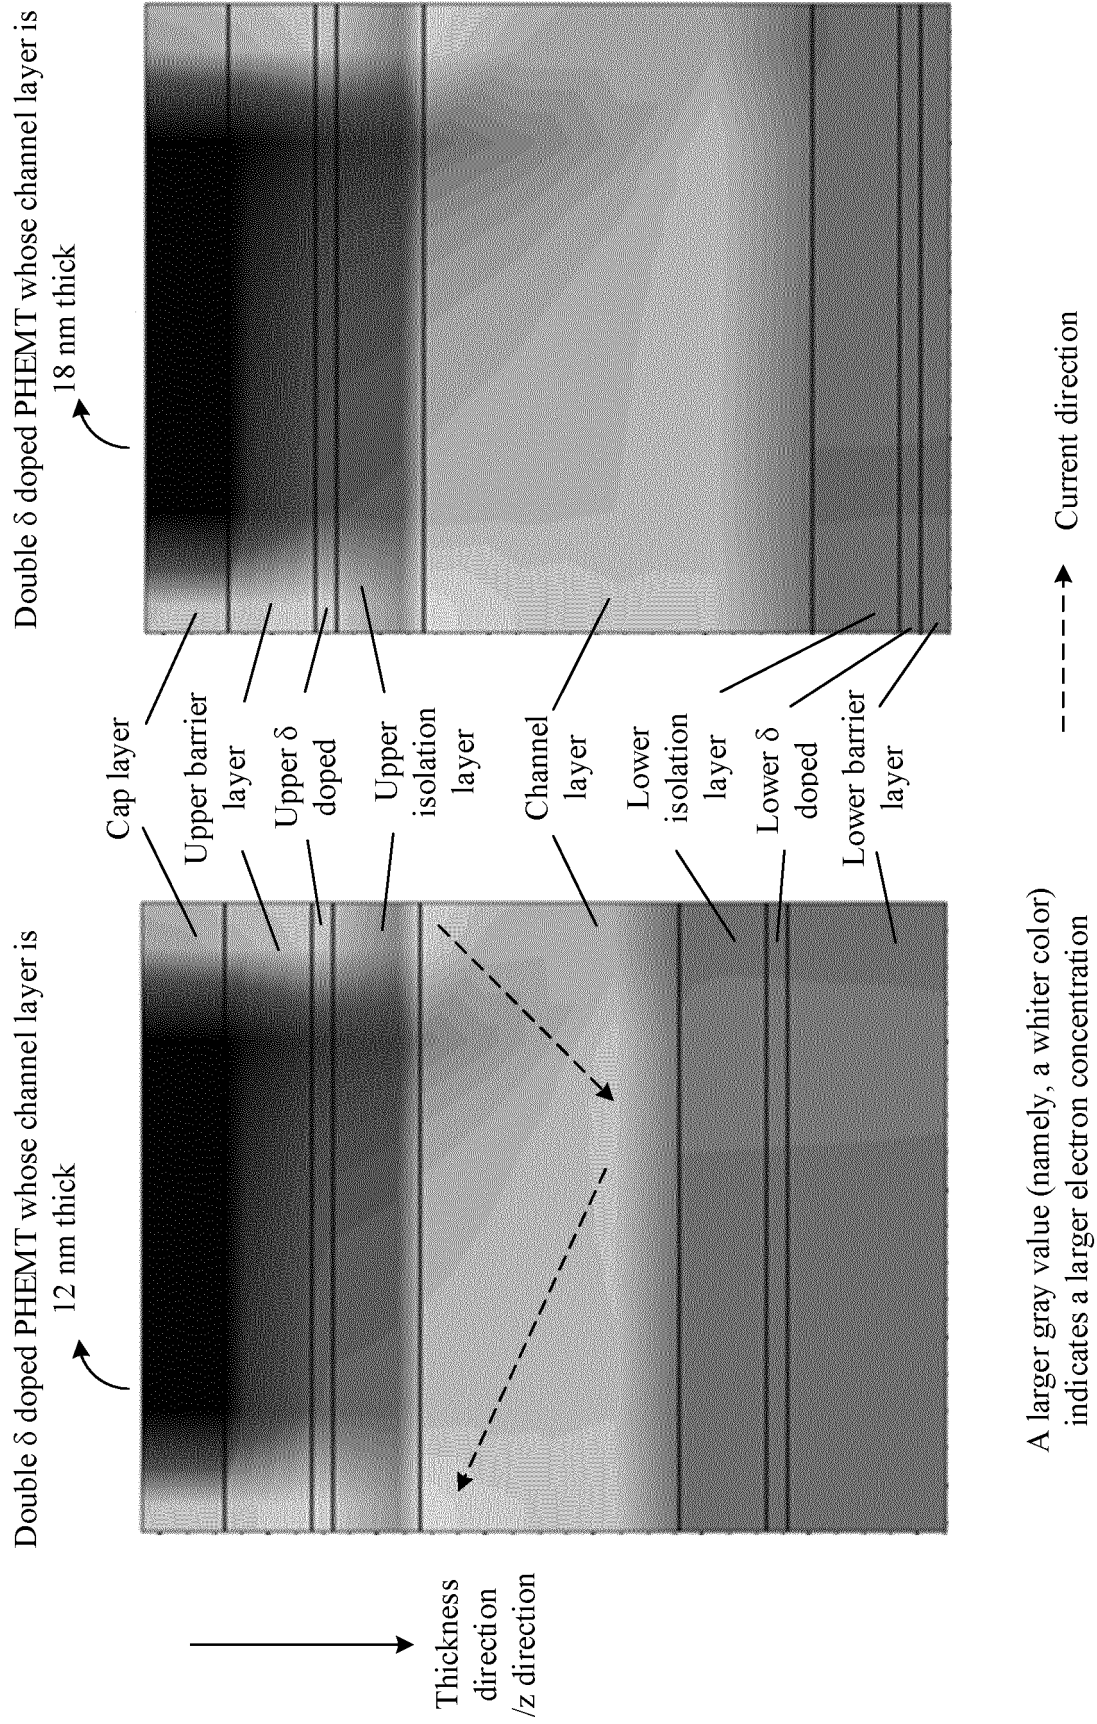 Double δ doped PHEMT whose channel layer is
12 nm thick
Double δ doped PHEMT whose channel layer is
18 nm thick
Cap layer
Upper barrier
layer
Upper δ
doped
Upper
isolation
layer
Channel
layer
Lower
isolation
layer
Lower δ
doped
Lower barrier
layer
Thickness
direction
/z direction
A larger gray value (namely, a whiter color)
indicates a larger electron concentration
Current direction